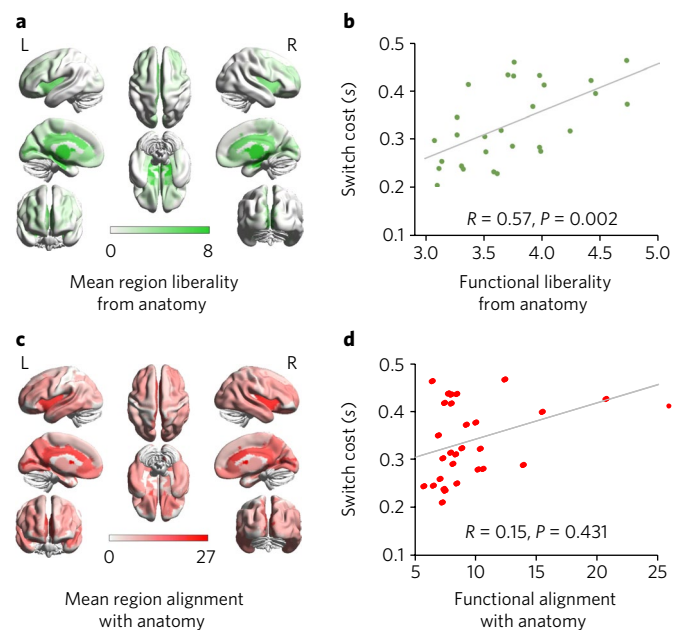 a
L
R
0
8
Mean region liberality
from anatomy
b
Switch cost (s)
0.5
0.4
0.3
0.2
0.1
R = 0.57, P = 0.002
3.0
3.5
4.0
4.5
5.0
Functional liberality
from anatomy
c
L
R
0
27
Mean region alignment
with anatomy
d
Switch cost (s)
0.5
0.4
0.3
0.2
0.1
R = 0.15, P = 0.431
5
10
15
20
25
Functional alignment
with anatomy